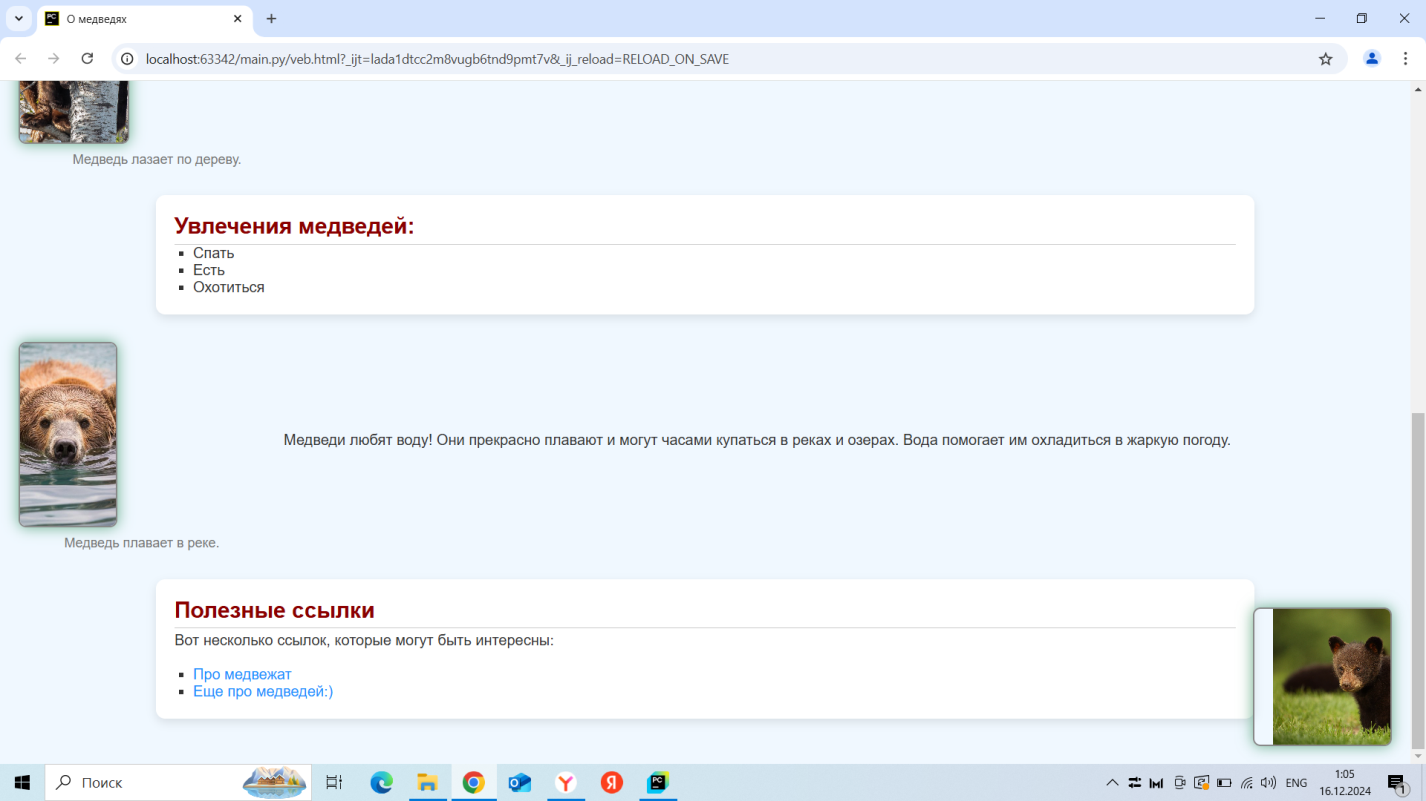 О медведях
localhost:63342/main.py/veb.html?_ijt=lada1dtcc2m8vugb6tnd9pmt7v&_ij_reload=RELOAD_ON_SAVE
Медведь лазает по дереву.
Увлечения медведей:
Спать
Есть
Охотиться
Медведи любят воду! Они прекрасно плавают и могут часами купаться в реках и озерах. Вода помогает им охладиться в жаркую погоду.
Медведь плавает в реке.
Полезные ссылки
Вот несколько ссылок, которые могут быть интересны:
Про медвежат
Еще про медведей:)
Поиск
ENG
1:05
16.12.2024
1